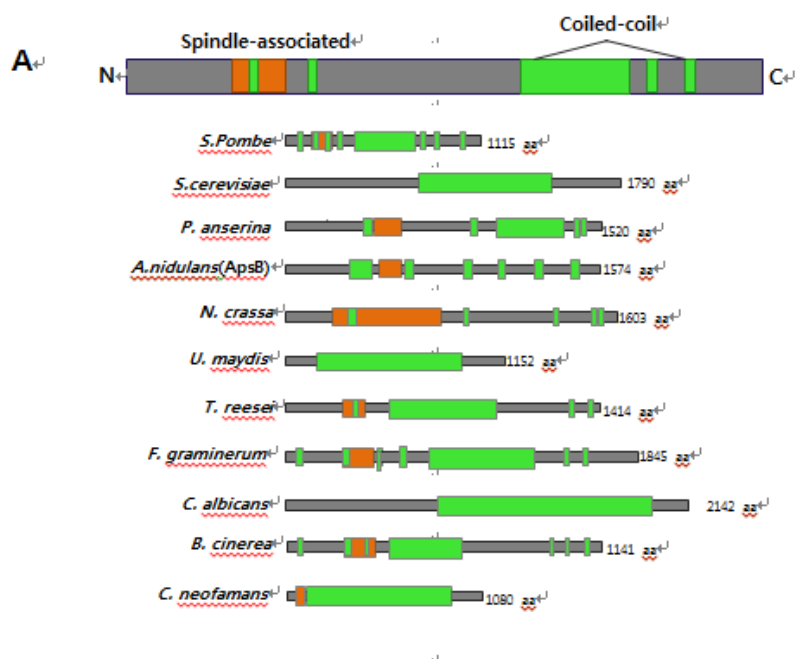 Coiled-coil
Spindle-associated
A
N C
S.Pombe 1115 aa
S.cerevisiae 1790 aa
P. anserina 1520 aa
A.nidulans(ApsB) 1574 aa
N. crassa 1603 aa
U. maydis 1152 aa
T. reesei 1414 aa
F. graminerum 1845 aa
C. albicans 2142 aa
B. cinerea 1141 aa
C. neofamans 1080 aa